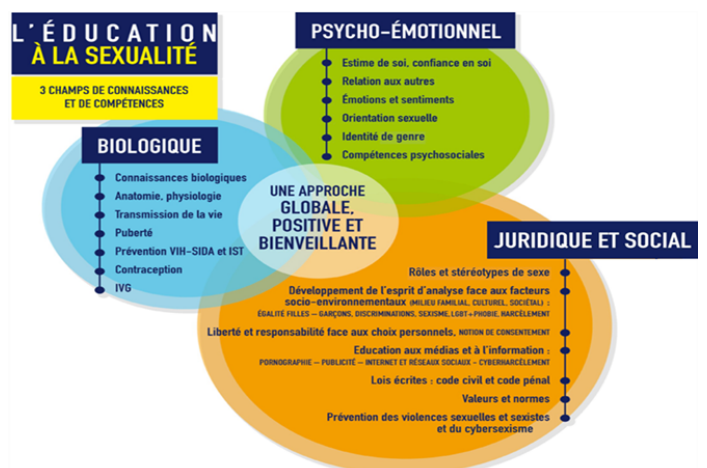 L'ÉDUCATION
À LA SEXUALITÉ
3 CHAMPS DE CONNAISSANCES
ET DE COMPÉTENCES
PSYCHO-ÉMOTIONNEL
Estime de soi, confiance en soi
Relation aux autres
Émotions et sentiments
Orientation sexuelle
Identité de genre
Compétences psychosociales
BIOLOGIQUE
Connaissances biologiques
Anatomie, physiologie
Transmission de la vie
Puberté
Prévention VIH-SIDA et IST
Contraception
IVG
UNE APPROCHE
GLOBALE,
POSITIVE ET
BIENVEILLANTE
JURIDIQUE ET SOCIAL
Rôles et stéréotypes de sexe
Développement de l'esprit d'analyse face aux facteurs
socio-environnementaux (MILIEU FAMILIAL, CULTUREL, SOCIÉTAL) :
ÉGALITÉ FILLES – GARÇONS, DISCRIMINATIONS, SEXISME, LGBT+PHOBIE, HARCÈLEMENT
Liberté et responsabilité face aux choix personnels, NOTION DE CONSENTEMENT
Education aux médias et à l'information :
PORNOGRAPHIE – PUBLICITÉ – INTERNET ET RÉSEAUX SOCIAUX – CYBERHARCÈLEMENT
Lois écrites : code civil et code pénal
Valeurs et normes
Prévention des violences sexuelles et sexistes
et du cybersexisme